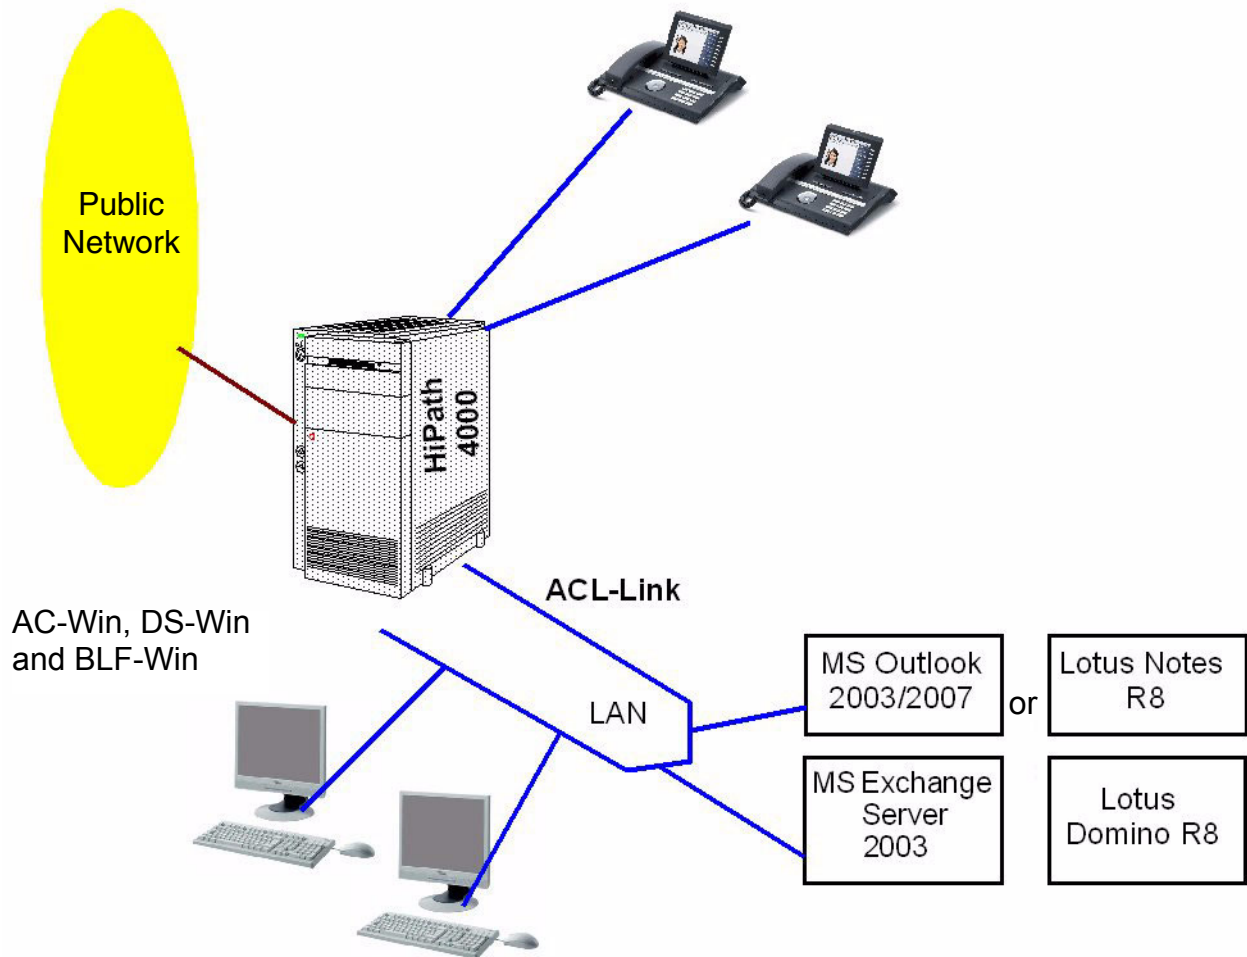 Public
Network
HiPath
4000
ACL-Link
AC-Win, DS-Win
and BLF-Win
LAN
MS Outlook
2003/2007
or
Lotus Notes
R8
MS Exchange
Server
2003
Lotus
Domino R8